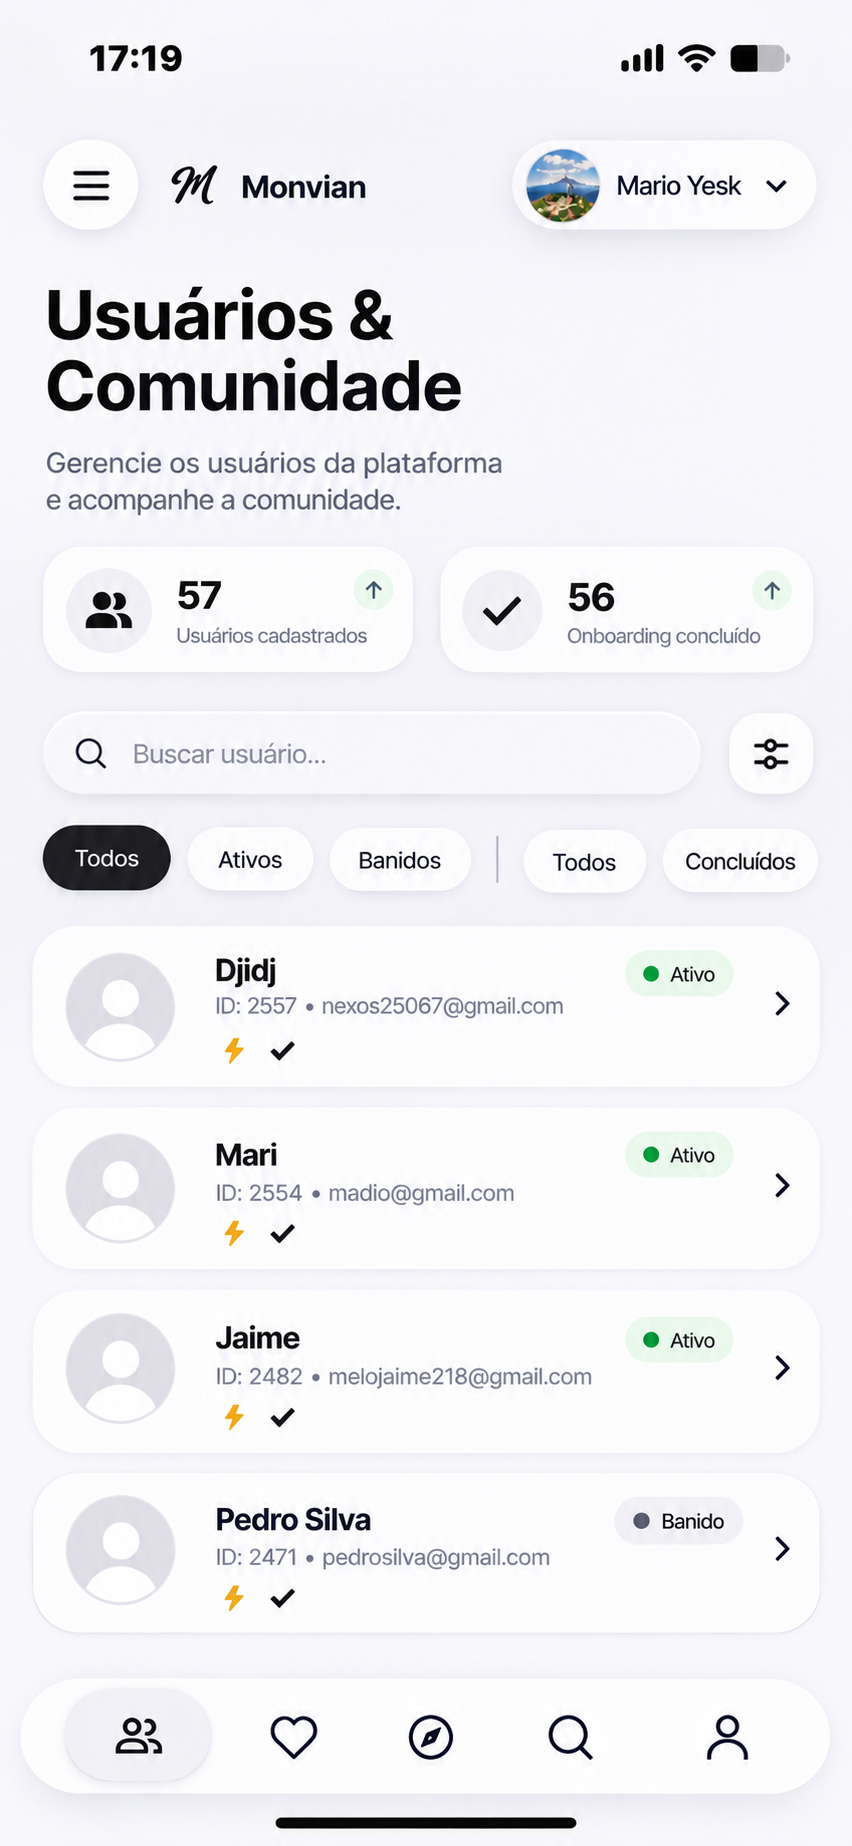 17:19
M Monvian
Mario Yesk
Usuários &
Comunidade
Gerencie os usuários da plataforma
e acompanhe a comunidade.
57
Usuários cadastrados
56
Onboarding concluído
Buscar usuário...
Todos Ativos Banidos Todos Concluídos
Djidj
Ativo
ID: 2557 • nexos25067@gmail.com
Mari
Ativo
ID: 2554 • madio@gmail.com
Jaime
Ativo
ID: 2482 • melojaime218@gmail.com
Pedro Silva
Banido
ID: 2471 • pedrosilva@gmail.com